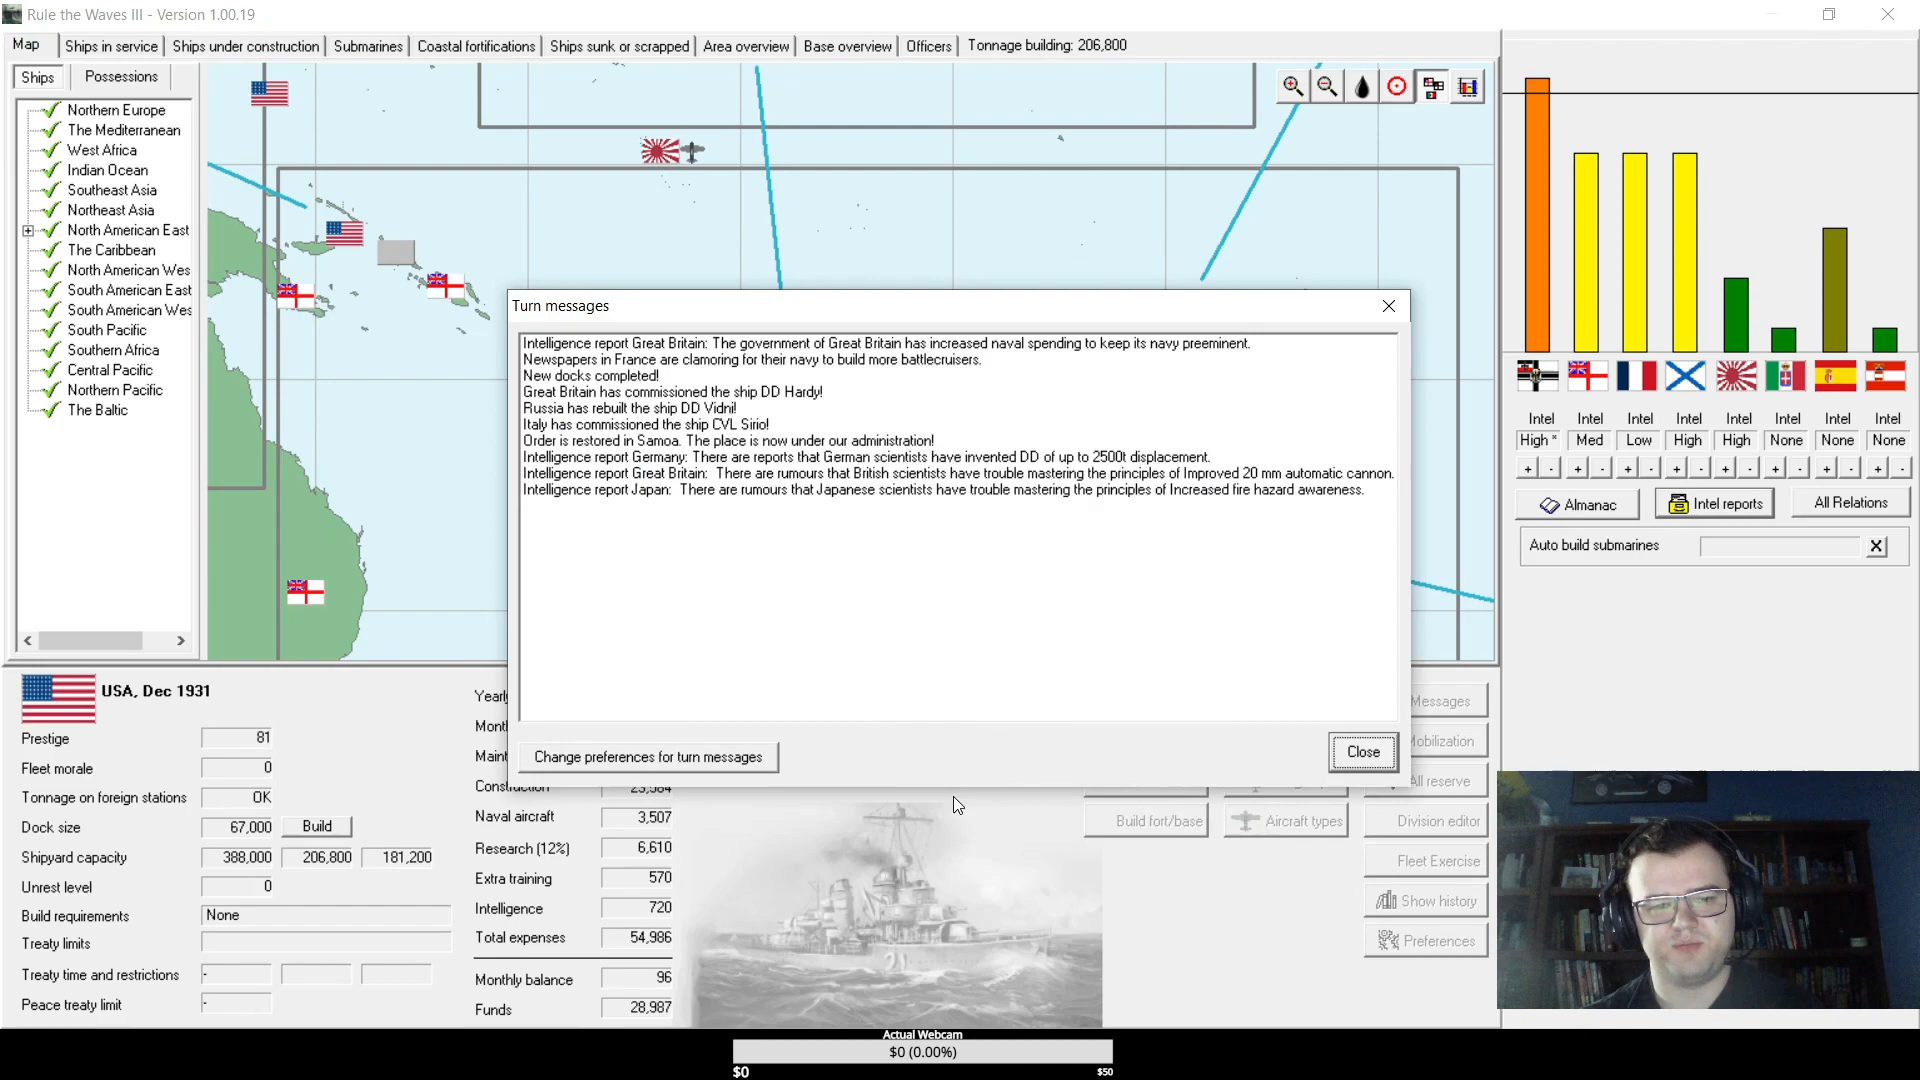 Rule the Waves III - Version 1.00.19
Map
Ships in service
Ships under construction
Submarines
Coastal fortifications
Ships sunk or scrapped
Area overview
Base overview
Officers
Tonnage building: 206,800
Ships
Possessions
Northern Europe
The Mediterranean
West Africa
Indian Ocean
Southeast Asia
Northeast Asia
North American East
The Caribbean
North American Wes
South American East
South American Wes
South Pacific
Southern Africa
Central Pacific
Northern Pacific
The Baltic
Turn messages
Intelligence report Great Britain: The government of Great Britain has increased naval spending to keep its navy preeminent.
Newspapers in France are clamoring for their navy to build more battlecruisers.
New docks completed!
Great Britain has commissioned the ship DD Hardy!
Russia has rebuilt the ship DD Vidni!
Italy has commissioned the ship CVL Sirio!
Order is restored in Samoa. The place is now under our administration!
Intelligence report Germany: There are reports that German scientists have invented DD of up to 2500t displacement.
Intelligence report Great Britain: There are rumours that British scientists have trouble mastering the principles of Improved 20 mm automatic cannon.
Intelligence report Japan: There are rumours that Japanese scientists have trouble mastering the principles of Increased fire hazard awareness.
Change preferences for turn messages
Close
Intel Intel Intel Intel Intel Intel Intel Intel
High * Med Low High High None None None
+ - + - + - + - + - + - + - + -
Almanac
Intel reports
All Relations
Auto build submarines
X
USA, Dec 1931
Prestige 81
Fleet morale 0
Tonnage on foreign stations OK
Dock size 67,000 Build
Shipyard capacity 388,000 206,800 181,200
Unrest level 0
Build requirements None
Treaty limits
Treaty time and restrictions -
Peace treaty limit -
Yearly
Month
Maint
Construction 23,584
Naval aircraft 3,507
Research (12%) 6,610
Extra training 570
Intelligence 720
Total expenses 54,986
Monthly balance 96
Funds 28,987
Build fort/base
Aircraft types
Messages
Mobilization
All reserve
Division editor
Fleet Exercise
Show history
Preferences
Actual Webcam
$0 (0.00%)
$0
$50